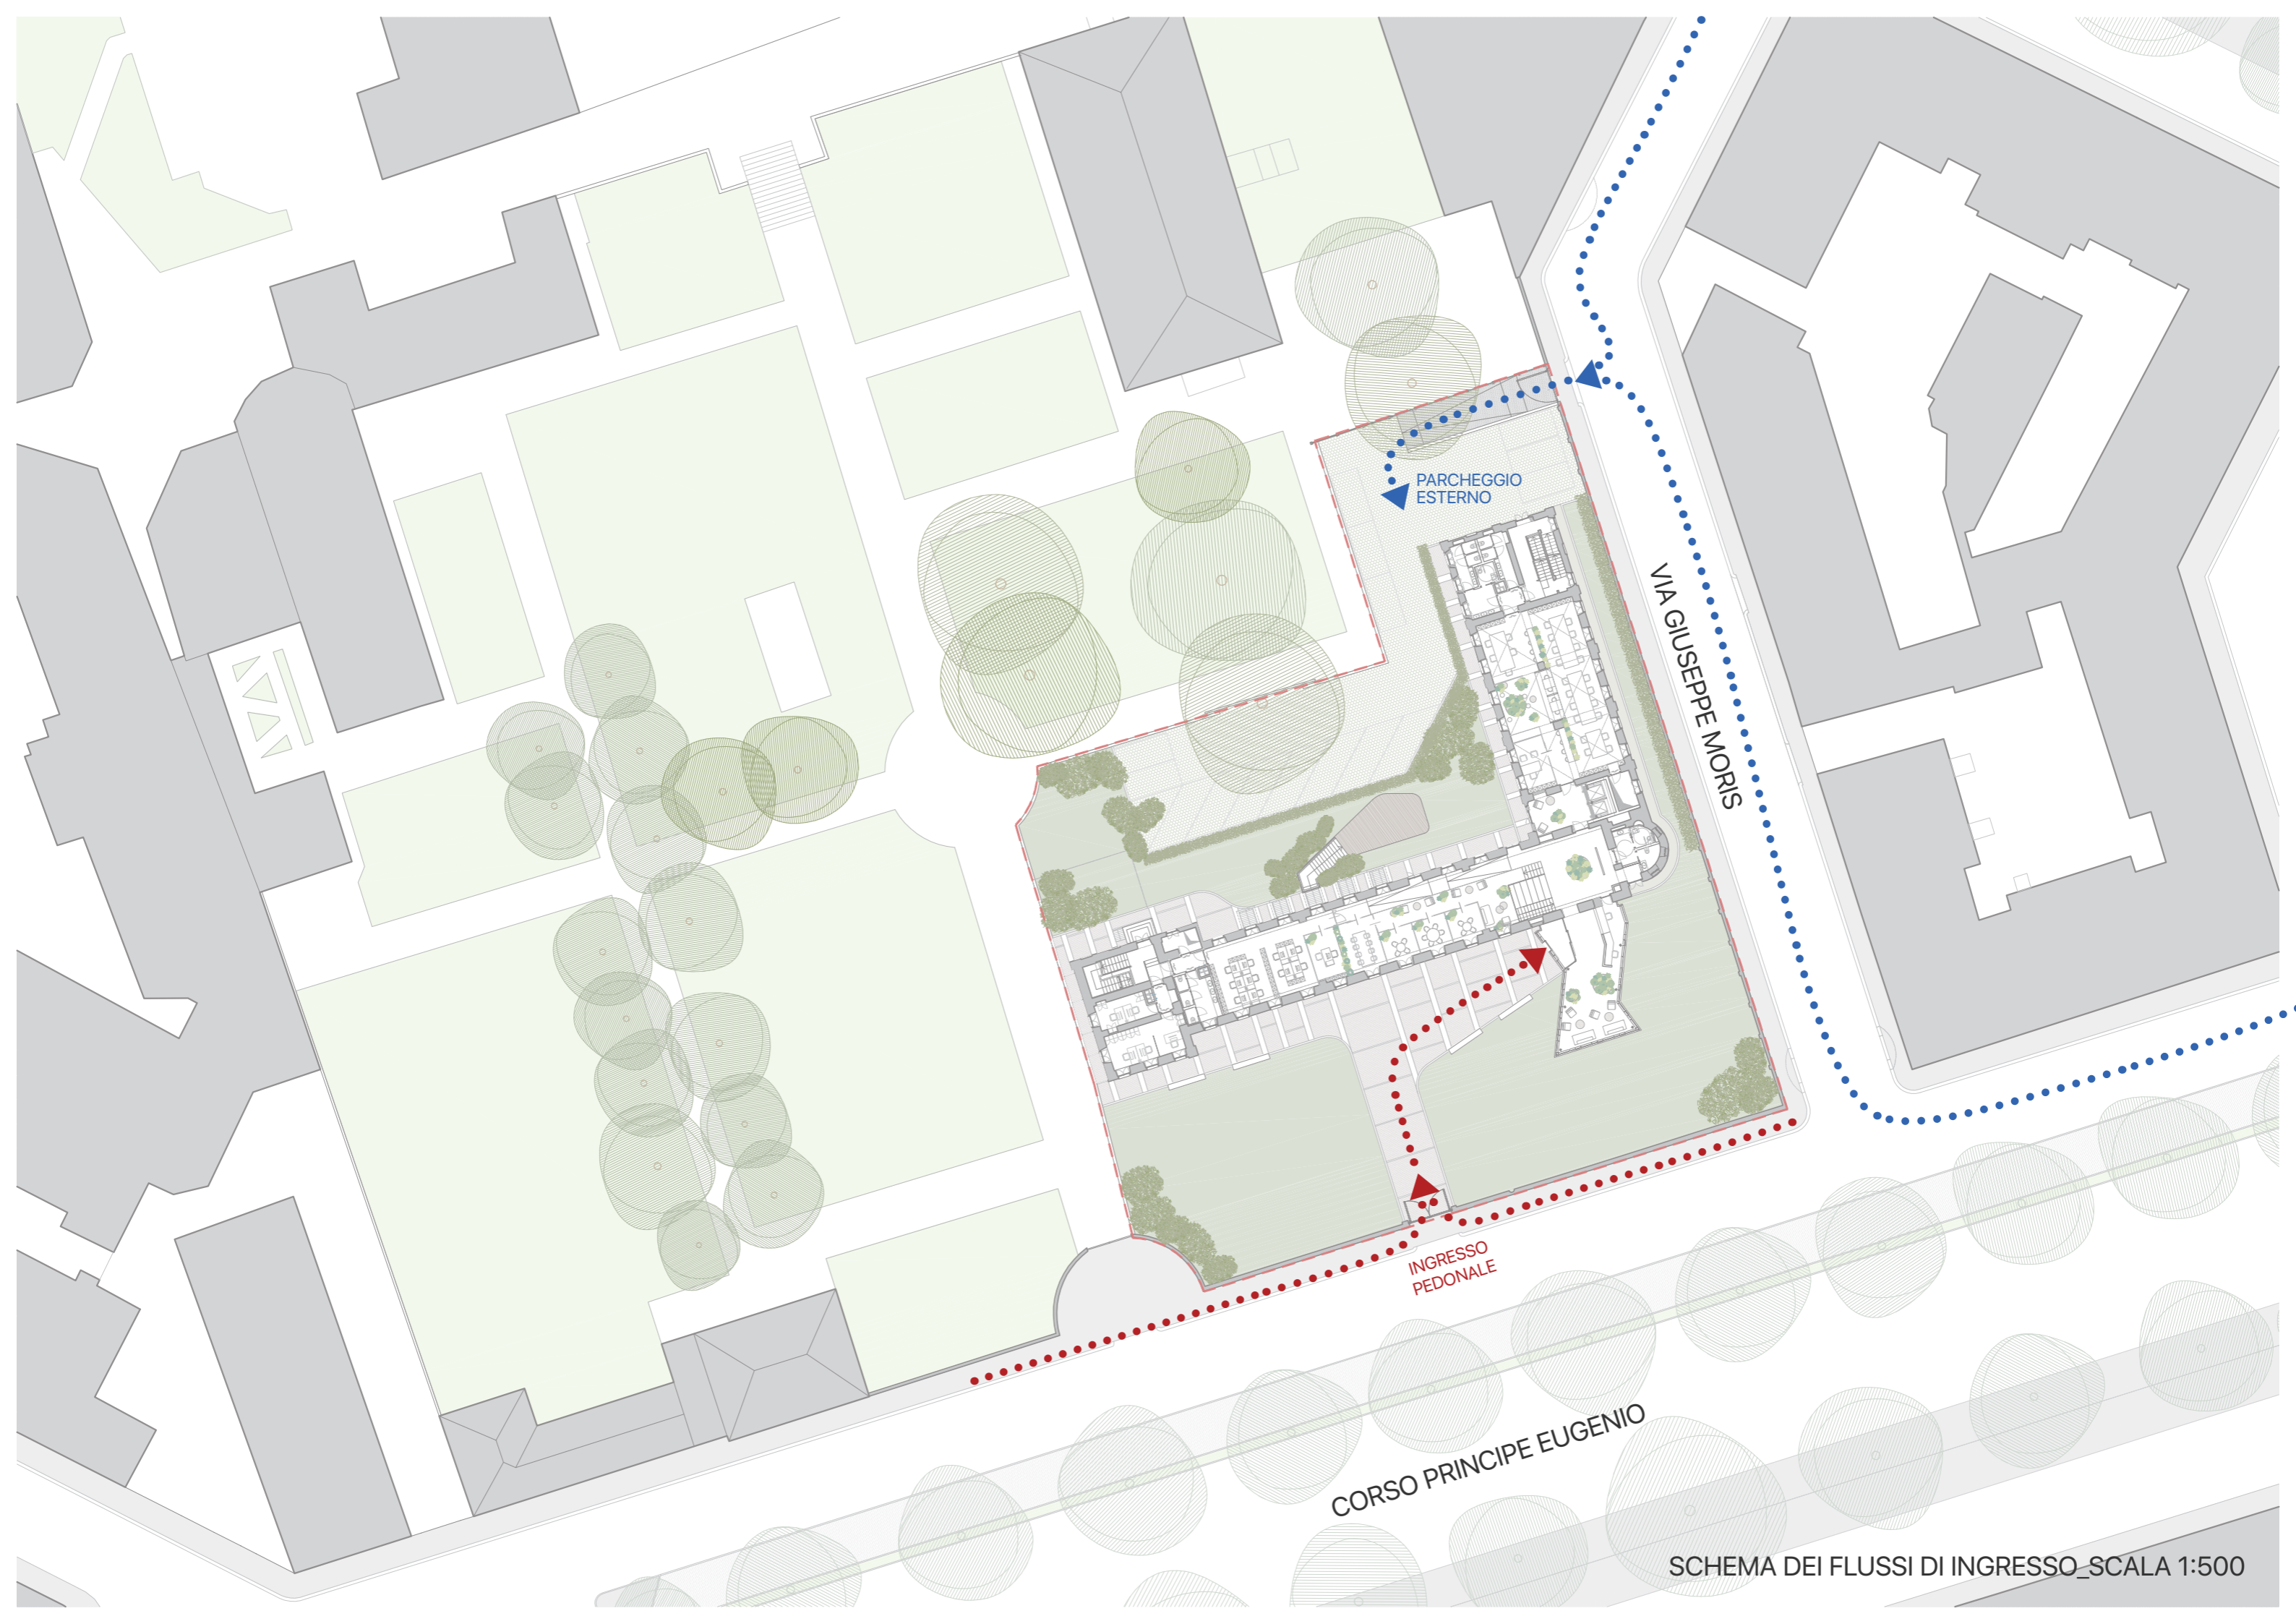 PARCHEGGIO
ESTERNO
VIA GIUSEPPE MORIS
INGRESSO
PEDONALE
CORSO PRINCIPE EUGENIO
SCHEMA DEI FLUSSI DI INGRESSO_SCALA 1:500